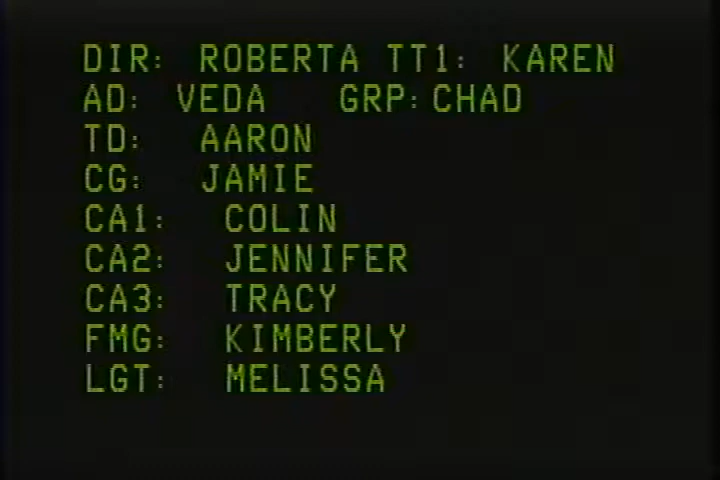 DIR: ROBERTA TT1: KAREN
AD: VEDA GRP: CHAD
TD: AARON
CG: JAMIE
CA1: COLIN
CA2: JENNIFER
CA3: TRACY
FMG: KIMBERLY
LGT: MELISSA